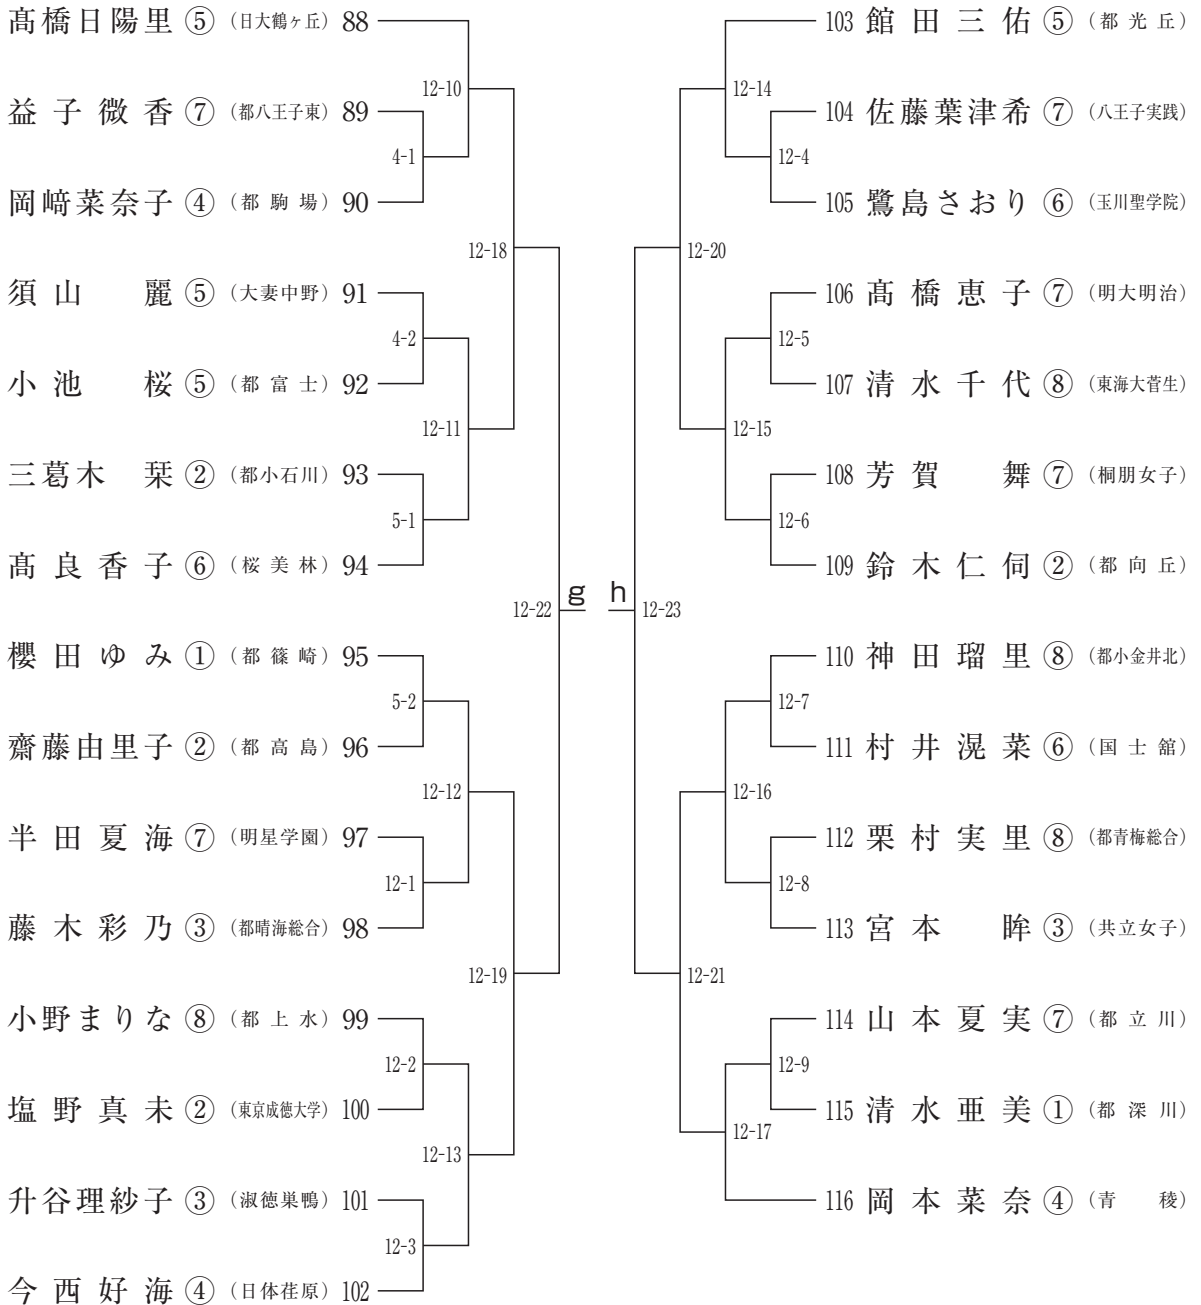 髙橋日陽里 ⑤ (日大鶴ヶ丘) 88
12-10
益子微香 ⑦ (都八王子東) 89
4-1
岡﨑菜奈子 ④ (都駒場) 90
12-18
須山麗 ⑤ (大妻中野) 91
4-2
小池桜 ⑤ (都富士) 92
12-11
三葛木栞 ② (都小石川) 93
5-1
髙良香子 ⑥ (桜美林) 94
12-22 g
櫻田ゆみ ① (都篠崎) 95
5-2
齋藤由里子 ② (都高島) 96
12-12
半田夏海 ⑦ (明星学園) 97
12-1
藤木彩乃 ③ (都晴海総合) 98
12-19
小野まりな ⑧ (都上水) 99
12-2
塩野真未 ② (東京成徳大学) 100
12-13
升谷理紗子 ③ (淑徳巣鴨) 101
12-3
今西好海 ④ (日体荏原) 102
103 館田三佑 ⑤ (都光丘)
12-14
104 佐藤葉津希 ⑦ (八王子実践)
12-4
105 鷺島さおり ⑥ (玉川聖学院)
12-20
106 髙橋恵子 ⑦ (明大明治)
12-5
107 清水千代 ⑧ (東海大菅生)
12-15
108 芳賀舞 ⑦ (桐朋女子)
12-6
109 鈴木仁伺 ② (都向丘)
h 12-23
110 神田瑠里 ⑧ (都小金井北)
12-7
111 村井滉菜 ⑥ (国士舘)
12-16
112 栗村実里 ⑧ (都青梅総合)
12-8
113 宮本眸 ③ (共立女子)
12-21
114 山本夏実 ⑦ (都立川)
12-9
115 清水亜美 ① (都深川)
12-17
116 岡本菜奈 ④ (青稜)